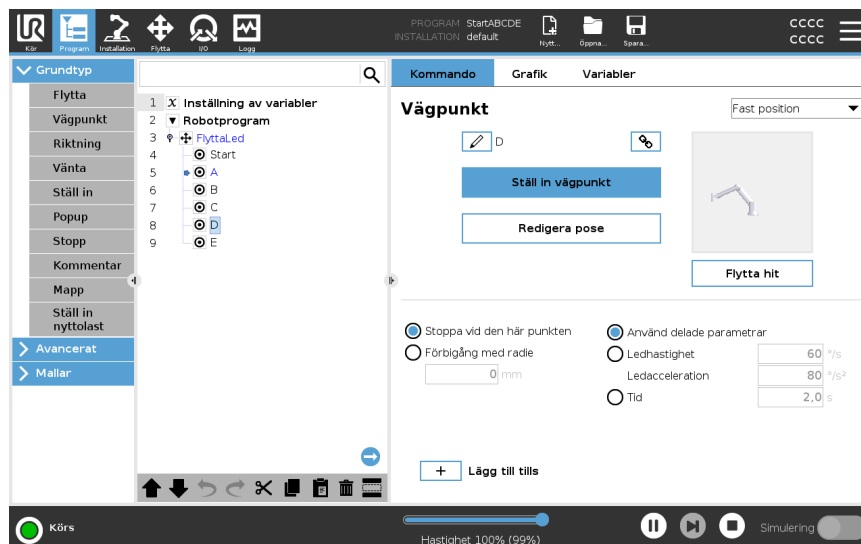 UR
Kör
Program
Installation
Flytta
I/O
Logg
PROGRAM StartABCDE
INSTALLATION default
Nytt...
Öppna...
Spara...
CCCC
CCCC
Grundtyp
Flytta
Vägpunkt
Riktning
Vänta
Ställ in
Popup
Stopp
Kommentar
Mapp
Ställ in
nyttolast
Avancerat
Mallar
1 X Inställning av variabler
2 Robotprogram
3 FlyttaLed
4 Start
5 A
6 B
7 C
8 D
9 E
Kommando Grafik Variabler
Vägpunkt
Fast position
D
Ställ in vägpunkt
Redigera pose
Flytta hit
Stoppa vid den här punkten
Förbigång med radie
0 mm
Använd delade parametrar
Ledhastighet 60 °/s
Ledacceleration 80 °/s²
Tid 2,0 s
+ Lägg till tills
Körs
Hastighet 100% (99%)
Simulering